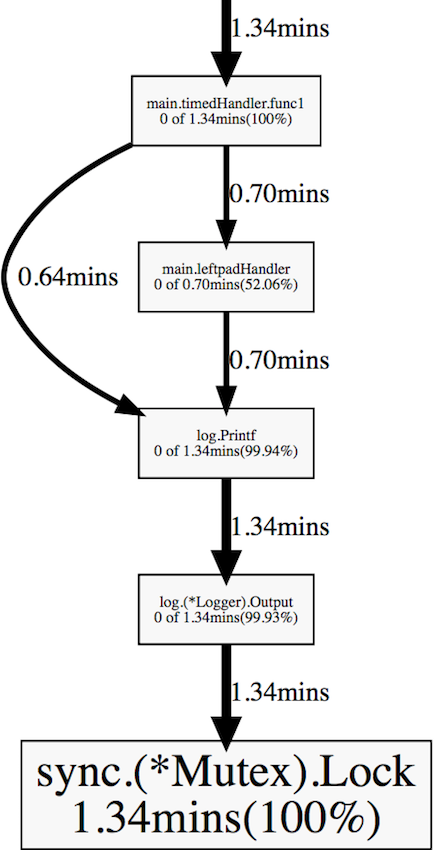 1.34mins
main.timedHandler.func1
0 of 1.34mins(100%)
0.70mins
main.leftpadHandler
0 of 0.70mins(52.06%)
0.64mins
0.70mins
log.Printf
0 of 1.34mins(99.94%)
1.34mins
log.(*Logger).Output
0 of 1.34mins(99.93%)
1.34mins
sync.(*Mutex).Lock
1.34mins(100%)